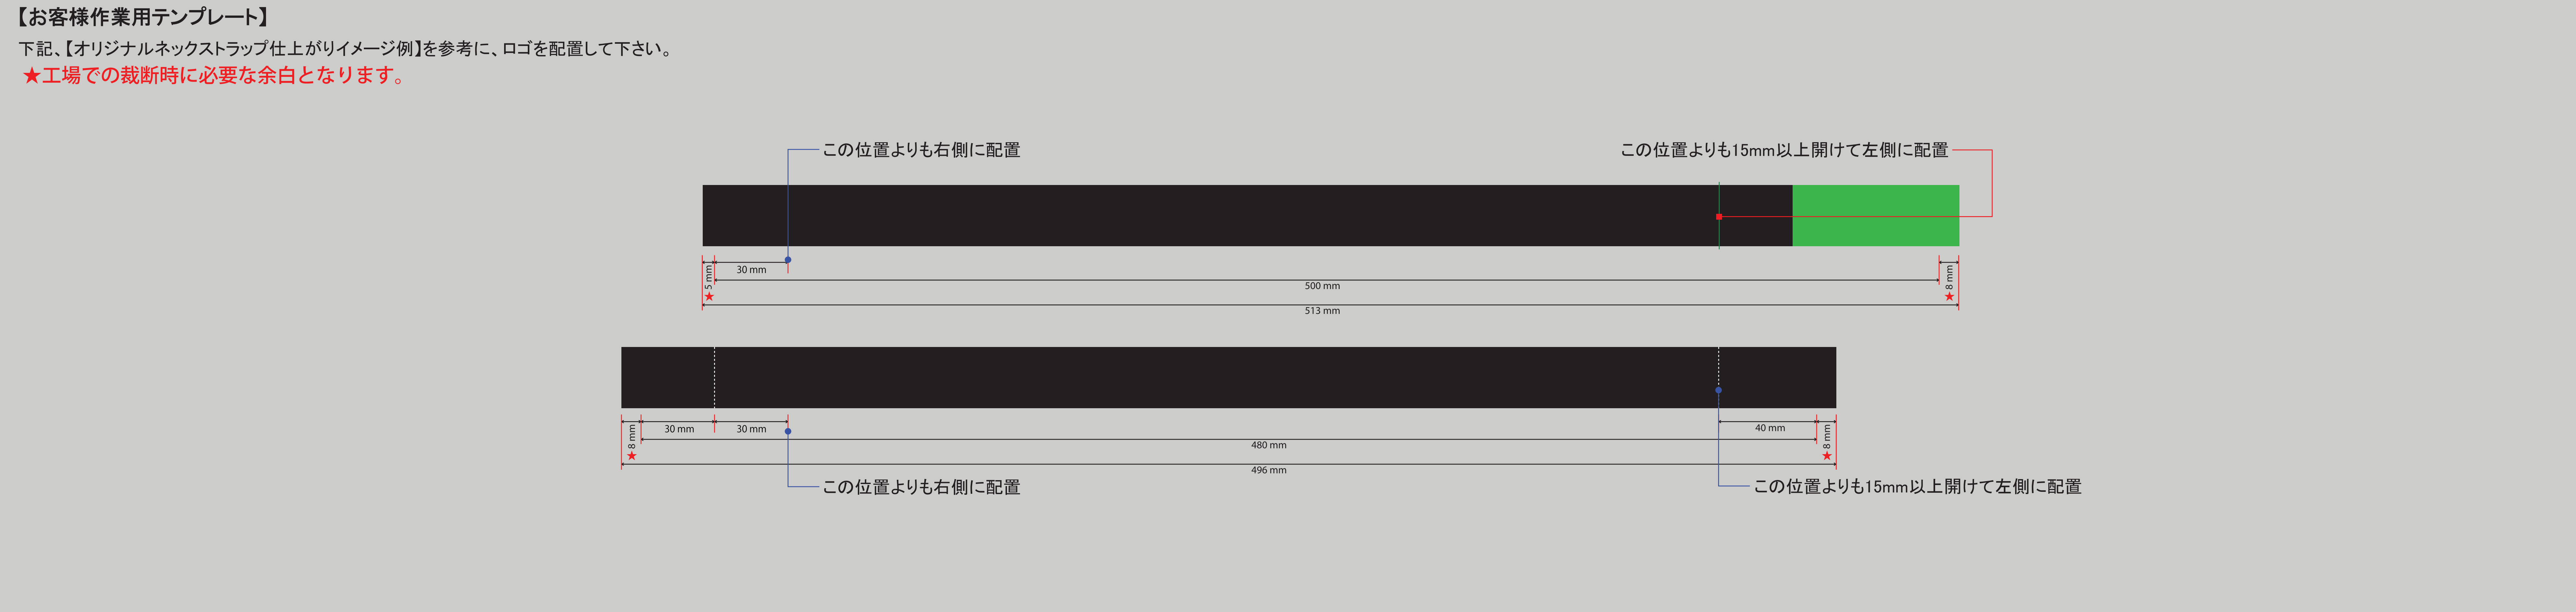 【お客様作業用テンプレート】
下記、【オリジナルネックストラップ仕上がりイメージ例】を参考に、ロゴを配置して下さい。
★工場での裁断時に必要な余白となります。
この位置よりも右側に配置
この位置よりも15mm以上開けて左側に配置
★5 mm
30 mm
500 mm
★8 mm
513 mm
★8 mm
30 mm
30 mm
480 mm
40 mm
★8 mm
496 mm
この位置よりも右側に配置
この位置よりも15mm以上開けて左側に配置